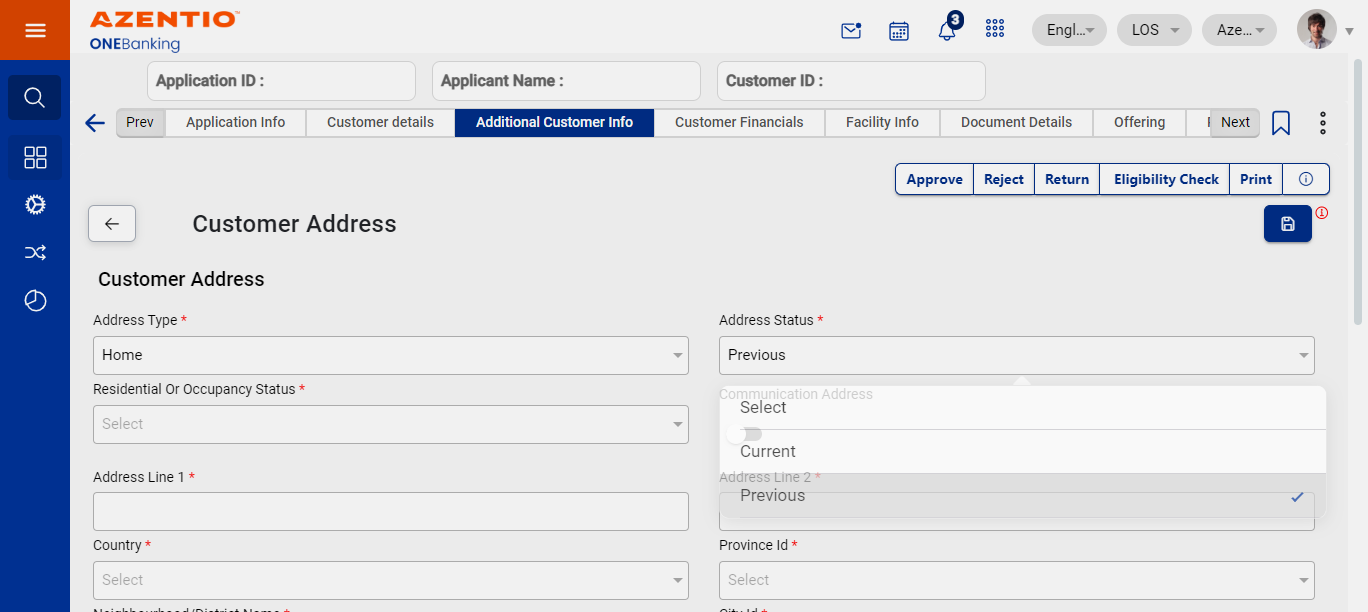 AZENTIO™
ONEBanking
3
Engl...
LOS
Aze...
Application ID :
Applicant Name :
Customer ID :
Prev
Application Info
Customer details
Additional Customer Info
Customer Financials
Facility Info
Document Details
Offering
Next
Approve
Reject
Return
Eligibility Check
Print
Customer Address
Customer Address
Address Type *
Address Status *
Home
Previous
Residential Or Occupancy Status *
Communication Address
Select
Select
Current
Previous
Address Line 1 *
Address Line 2 *
Country *
Province Id *
Select
Select
Neighbourhood/District Name *
City Id *